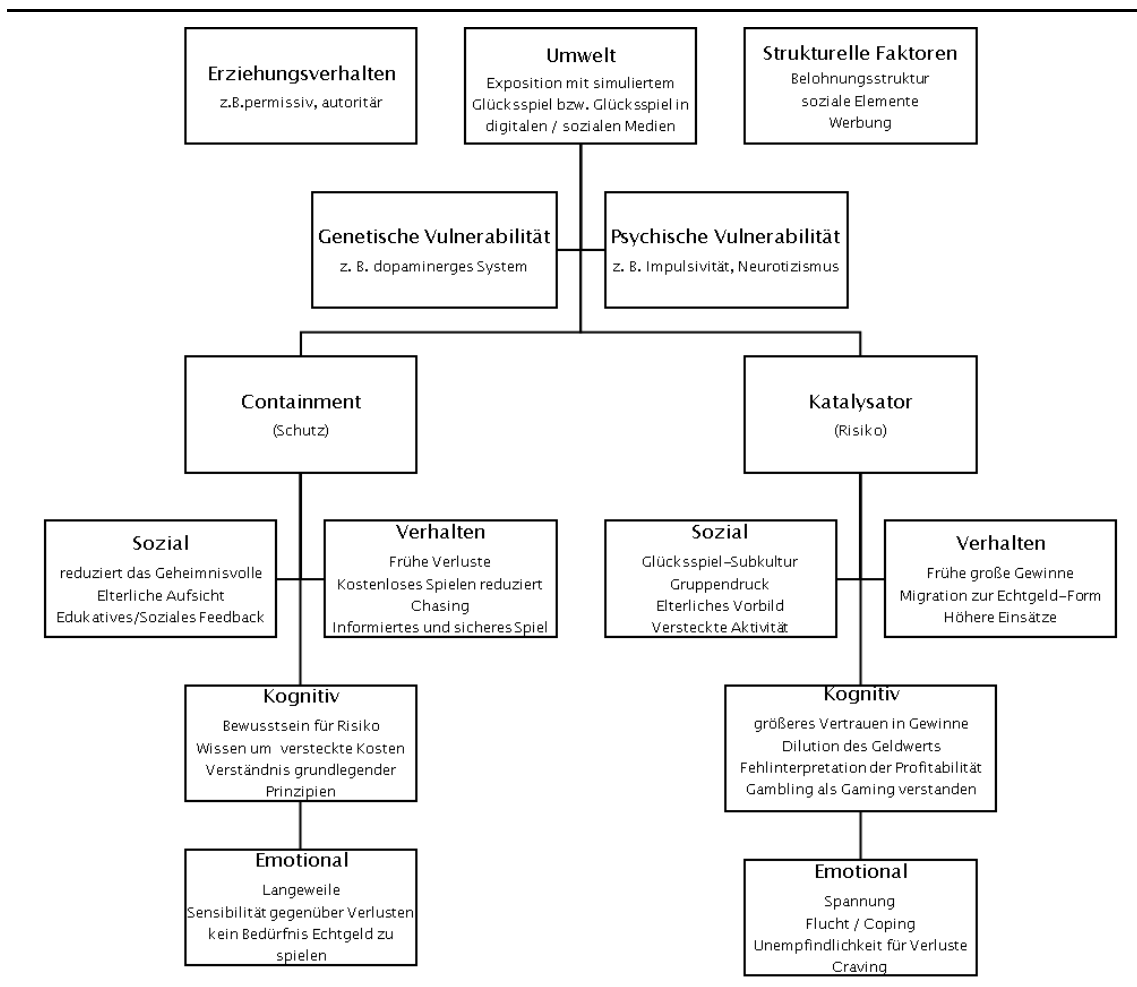 Erziehungsverhalten
z.B.permissiv, autoritär
Umwelt
Exposition mit simuliertem
Glücksspiel bzw. Glücksspiel in
digitalen / sozialen Medien
Strukturelle Faktoren
Belohnungsstruktur
soziale Elemente
Werbung
Genetische Vulnerabilität
z. B. dopaminerges System
Psychische Vulnerabilität
z. B. Impulsivität, Neurotizismus
Containment
(Schutz)
Katalysator
(Risiko)
Sozial
reduziert das Geheimnisvolle
Elterliche Aufsicht
Edukatives/Soziales Feedback
Verhalten
Frühe Verluste
Kostenloses Spielen reduziert
Chasing
Informiertes und sicheres Spiel
Sozial
Glücksspiel-Subkultur
Gruppendruck
Elterliches Vorbild
Versteckte Aktivität
Verhalten
Frühe große Gewinne
Migration zur Echtgeld-Form
Höhere Einsätze
Kognitiv
Bewusstsein für Risiko
Wissen um versteckte Kosten
Verständnis grundlegender
Prinzipien
Kognitiv
größeres Vertrauen in Gewinne
Dilution des Geldwerts
Fehlinterpretation der Profitabilität
Gambling als Gaming verstanden
Emotional
Langeweile
Sensibilität gegenüber Verlusten
kein Bedürfnis Echtgeld zu
spielen
Emotional
Spannung
Flucht / Coping
Unempfindlichkeit für Verluste
Craving